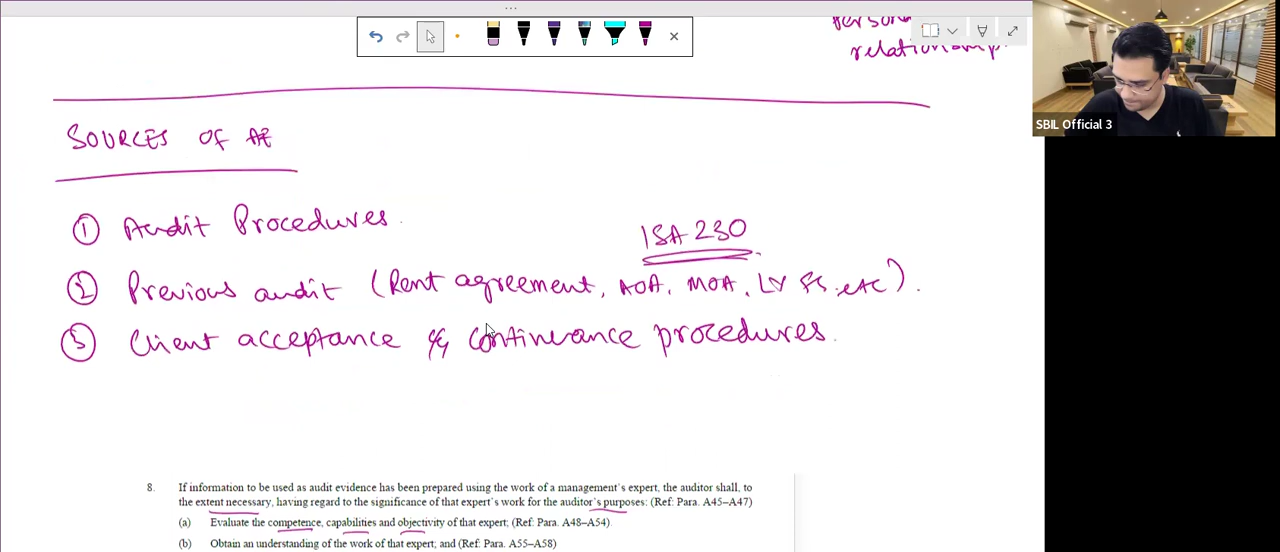 relationship
SBIL Official 3
SOURCES OF AE
① Audit Procedures.
ISA 230
② Previous audit (Rent agreement, AOA, MOA, LY FS, etc).
③ Client acceptance & Continuance procedures.
8. If information to be used as audit evidence has been prepared using the work of a management's expert, the auditor shall, to
the extent necessary, having regard to the significance of that expert's work for the auditor's purposes: (Ref: Para. A45–A47)
(a) Evaluate the competence, capabilities and objectivity of that expert; (Ref: Para. A48–A54)
(b) Obtain an understanding of the work of that expert; and (Ref: Para. A55–A58)